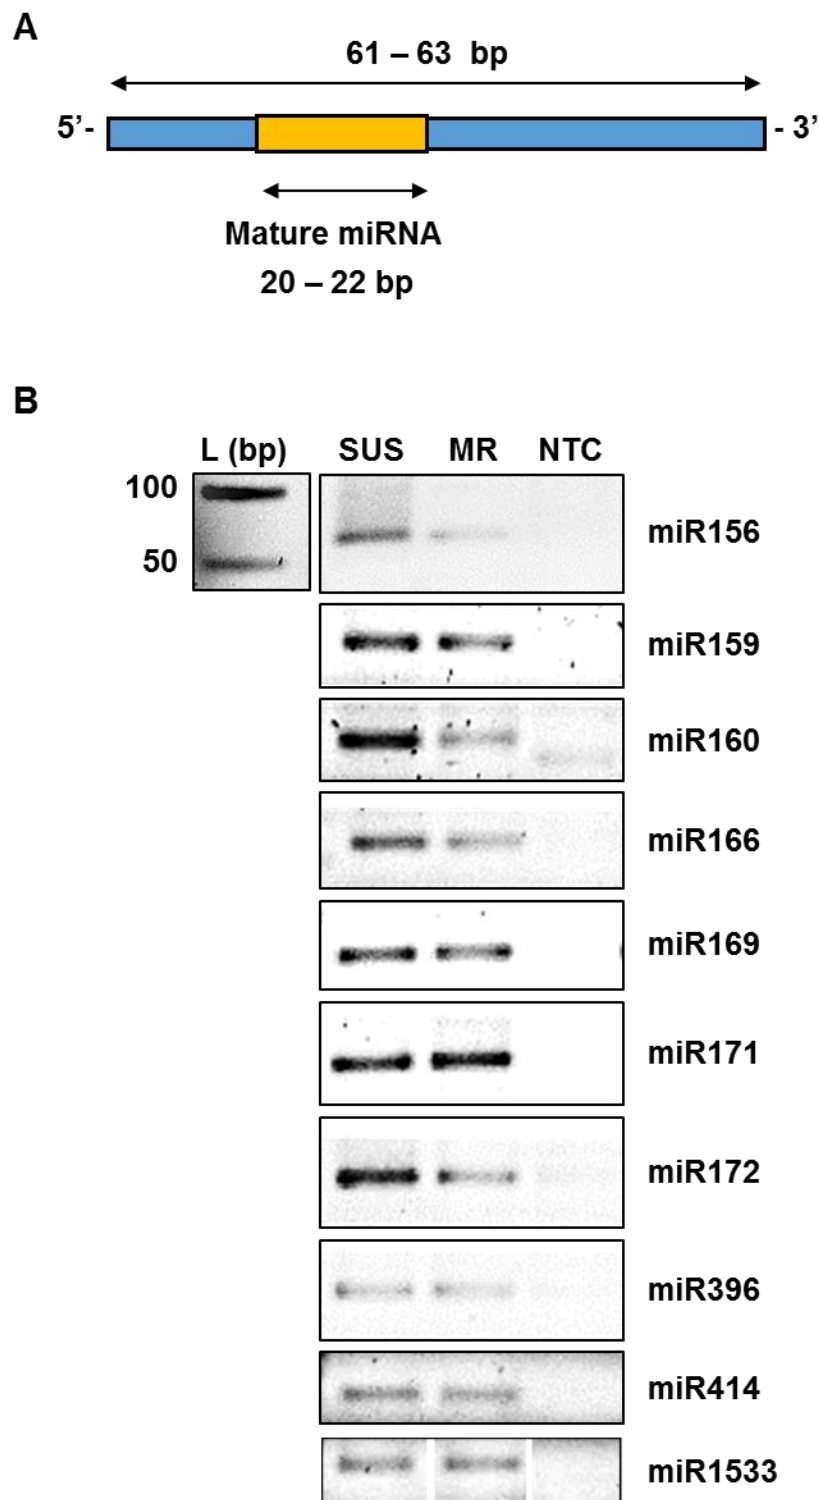 A
61 – 63 bp
5’-
- 3’
Mature miRNA
20 – 22 bp
B
L (bp) SUS MR NTC
100
50
miR156
miR159
miR160
miR166
miR169
miR171
miR172
miR396
miR414
miR1533